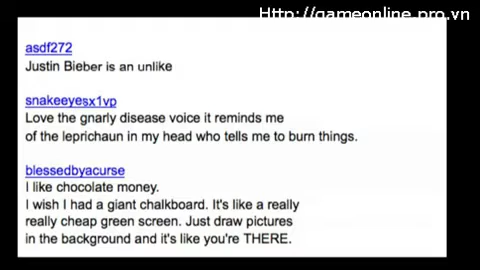 Http://gameonline.pro.vn
asdf272
Justin Bieber is an unlike
snakeeyesx1vp
Love the gnarly disease voice it reminds me
of the leprichaun in my head who tells me to burn things.
blessedbyacurse
I like chocolate money.
I wish I had a giant chalkboard. It's like a really
really cheap green screen. Just draw pictures
in the background and it's like you're THERE.